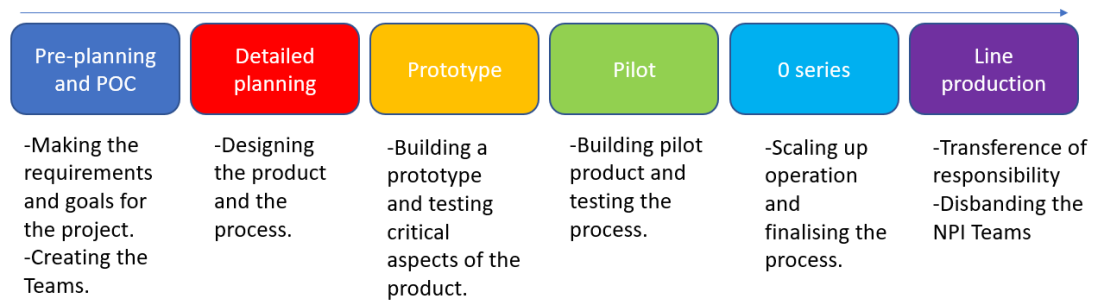 Pre-planning
and POC
Detailed
planning
Prototype
Pilot
0 series
Line
production
-Making the
requirements
and goals for
the project.
-Creating the
Teams.
-Designing
the product
and the
process.
-Building a
prototype
and testing
critical
aspects of the
product.
-Building pilot
product and
testing the
process.
-Scaling up
operation
and
finalising the
process.
-Transference of
responsibility
-Disbanding the
NPI Teams